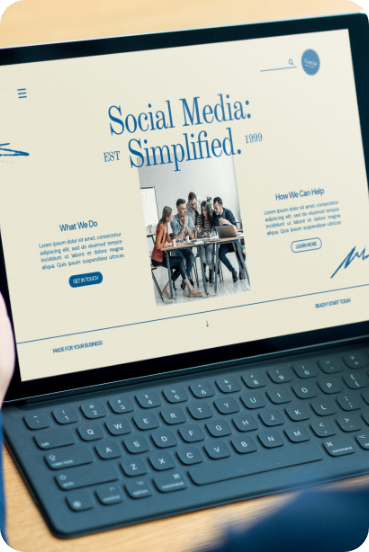 Social Media:
EST Simplified. 1999
What We Do
Lorem ipsum dolor sit amet, consectetur
adipiscing elit, sed do eiusmod tempor
incididunt ut labore et dolore magna
aliqua. Quis ipsum suspendisse ultrices
GET IN TOUCH
How We Can Help
Lorem ipsum dolor sit amet, consectetur
adipiscing elit, sed do eiusmod tempor
incididunt ut labore et dolore magna
aliqua. Quis ipsum suspendisse ultrices
LEARN MORE
MADE FOR YOUR BUSINESS
READY? START TODAY
Q W E R T Y U I O P
A S D F G H J K L
Z X C V B N M